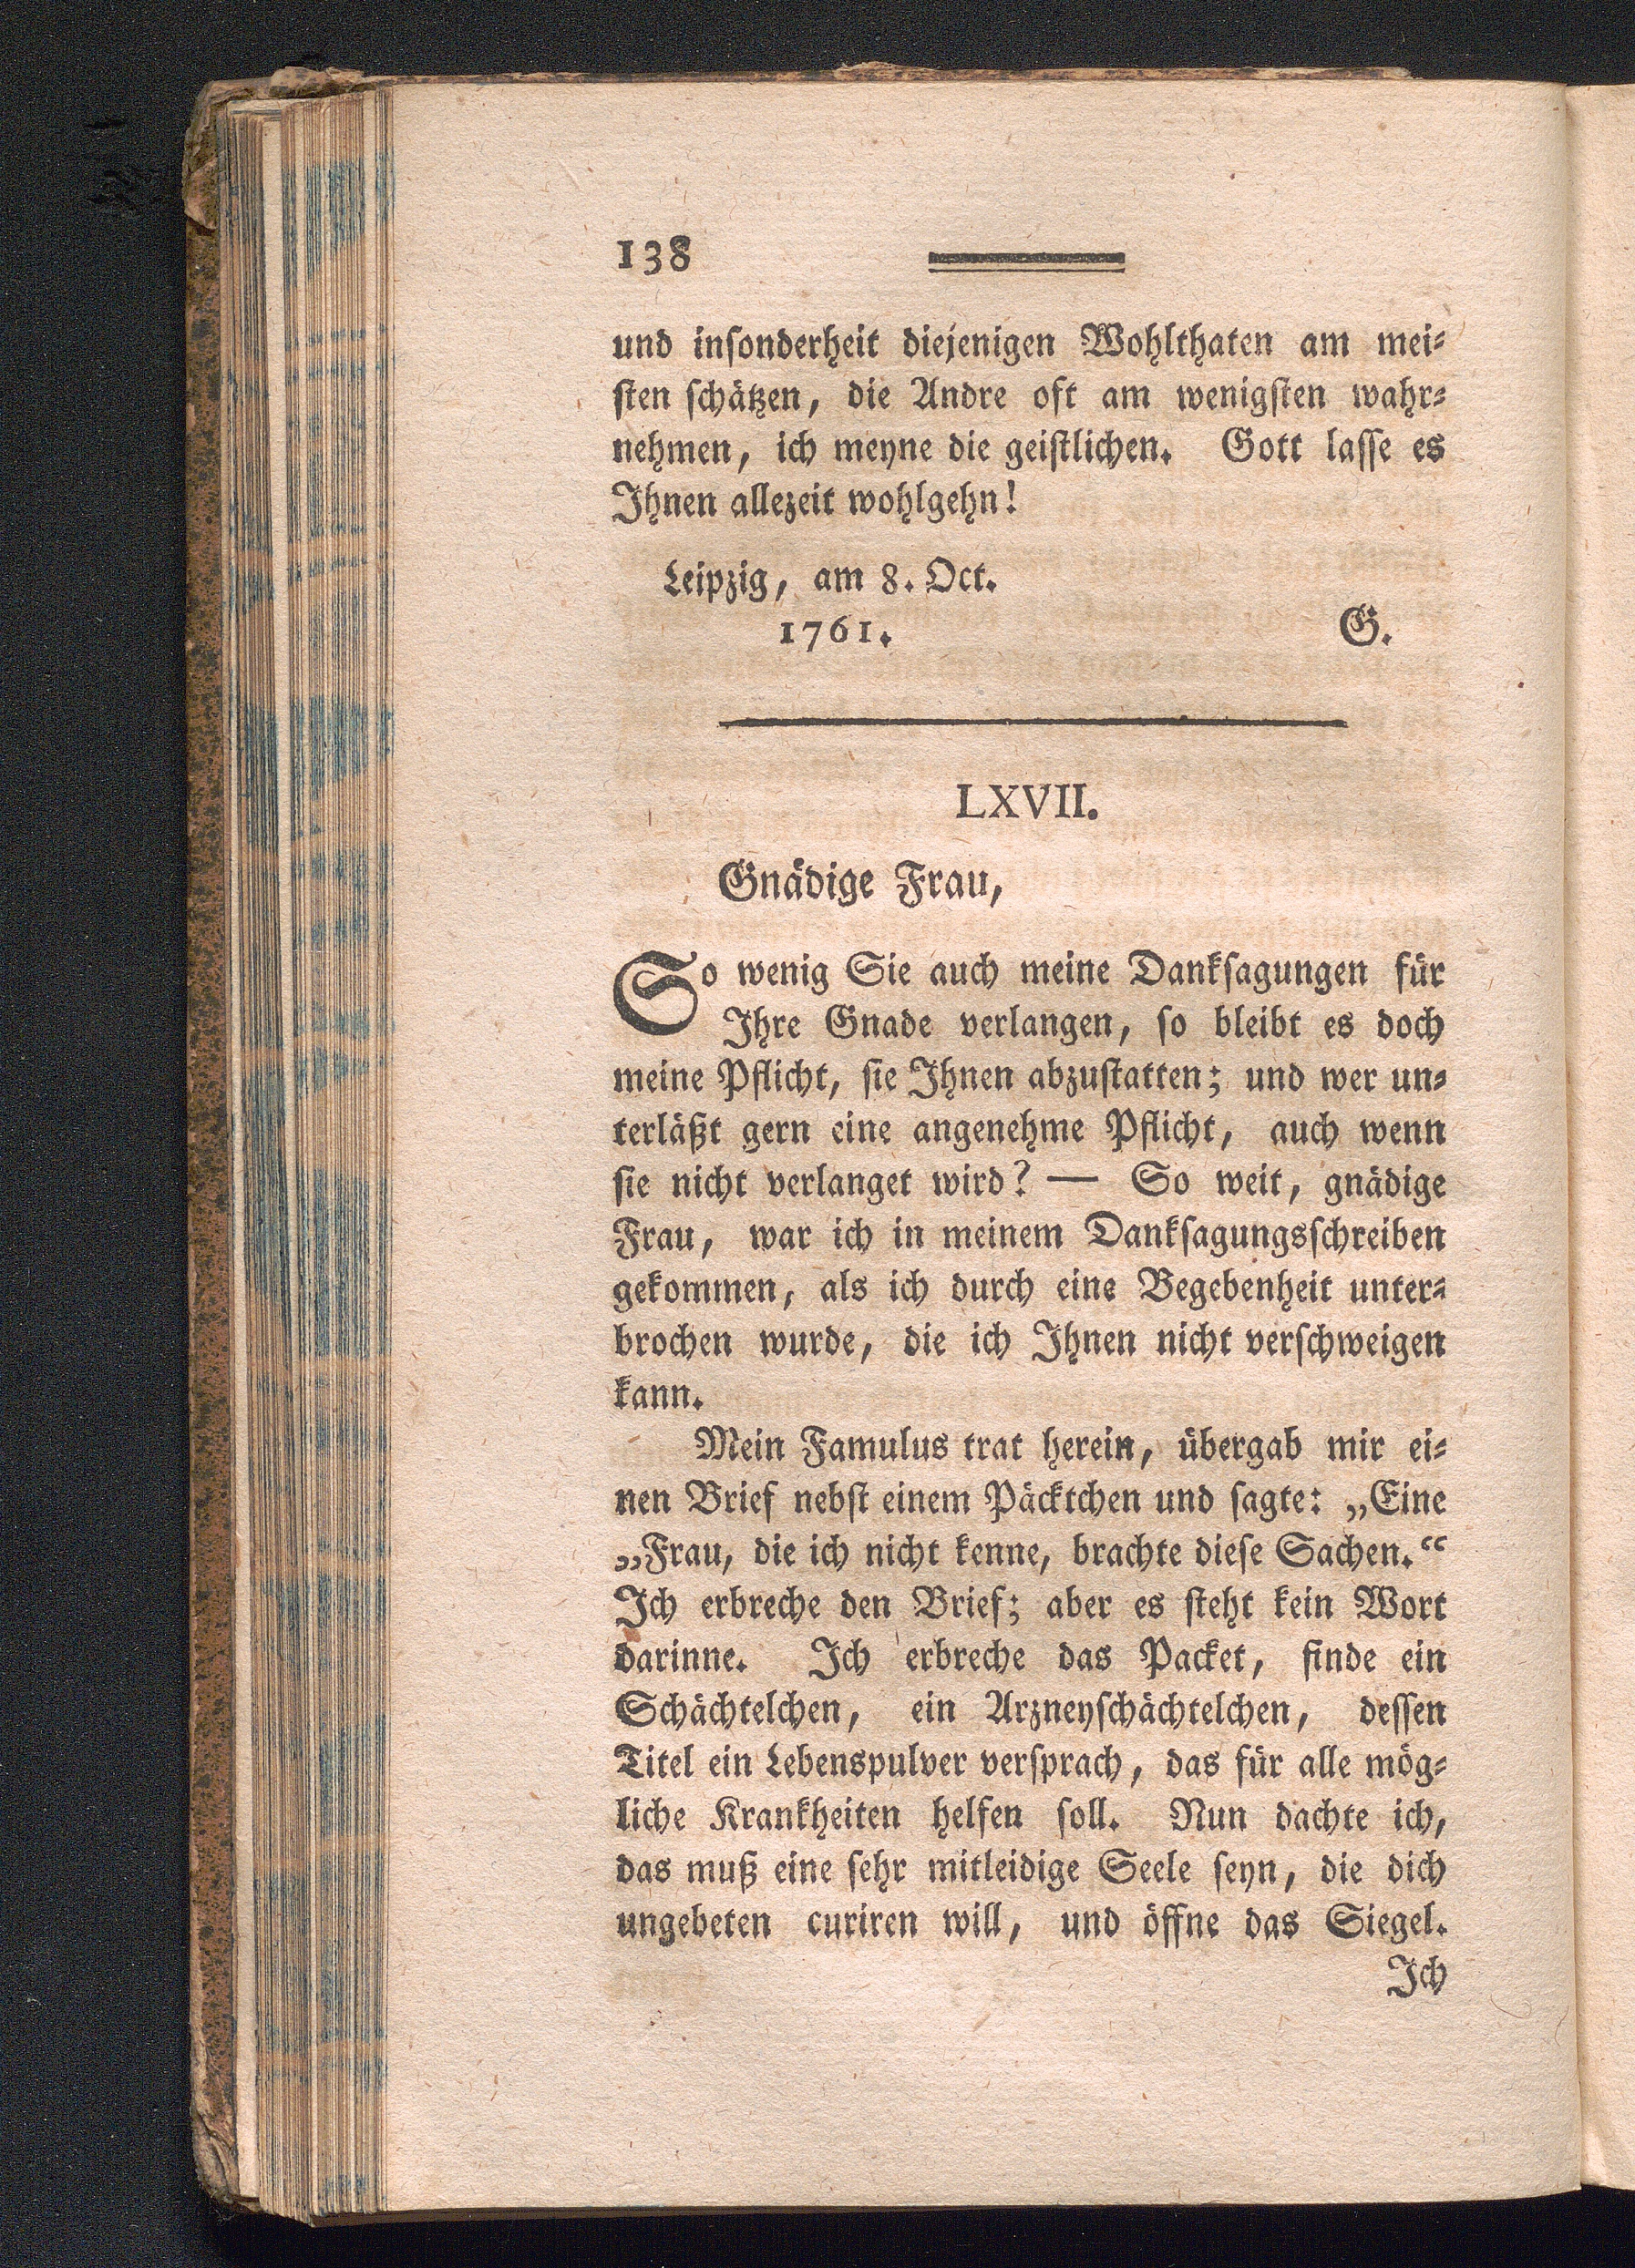 138
und inſonderheit diejenigen Wohlthaten am mei⸗
ſten ſchätzen, die Andre oft am wenigſten wahr⸗
nehmen, ich meyne die geiſtlichen. Gott laſſe es
Ihnen allezeit wohlgehn!
Leipzig, am 8. Oct.
1761. G.
LXVII.
Gnädige Frau,
So wenig Sie auch meine Dankſagungen für
Ihre Gnade verlangen, ſo bleibt es doch
meine Pflicht, ſie Ihnen abzuſtatten; und wer un⸗
terläßt gern eine angenehme Pflicht, auch wenn
ſie nicht verlanget wird? — So weit, gnädige
Frau, war ich in meinem Dankſagungsſchreiben
gekommen, als ich durch eine Begebenheit unter⸗
brochen wurde, die ich Ihnen nicht verſchweigen
kann.
Mein Famulus trat herein, übergab mir ei⸗
nen Brief nebſt einem Päcktchen und ſagte: „Eine
„Frau, die ich nicht kenne, brachte dieſe Sachen.“
Ich erbreche den Brief; aber es ſteht kein Wort
darinne. Ich erbreche das Packet, finde ein
Schächtelchen, ein Arzneyſchächtelchen, deſſen
Titel ein Lebenspulver verſprach, das für alle mög⸗
liche Krankheiten helfen ſoll. Nun dachte ich,
das muß eine ſehr mitleidige Seele ſeyn, die dich
ungebeten curiren will, und öffne das Siegel.
Ich